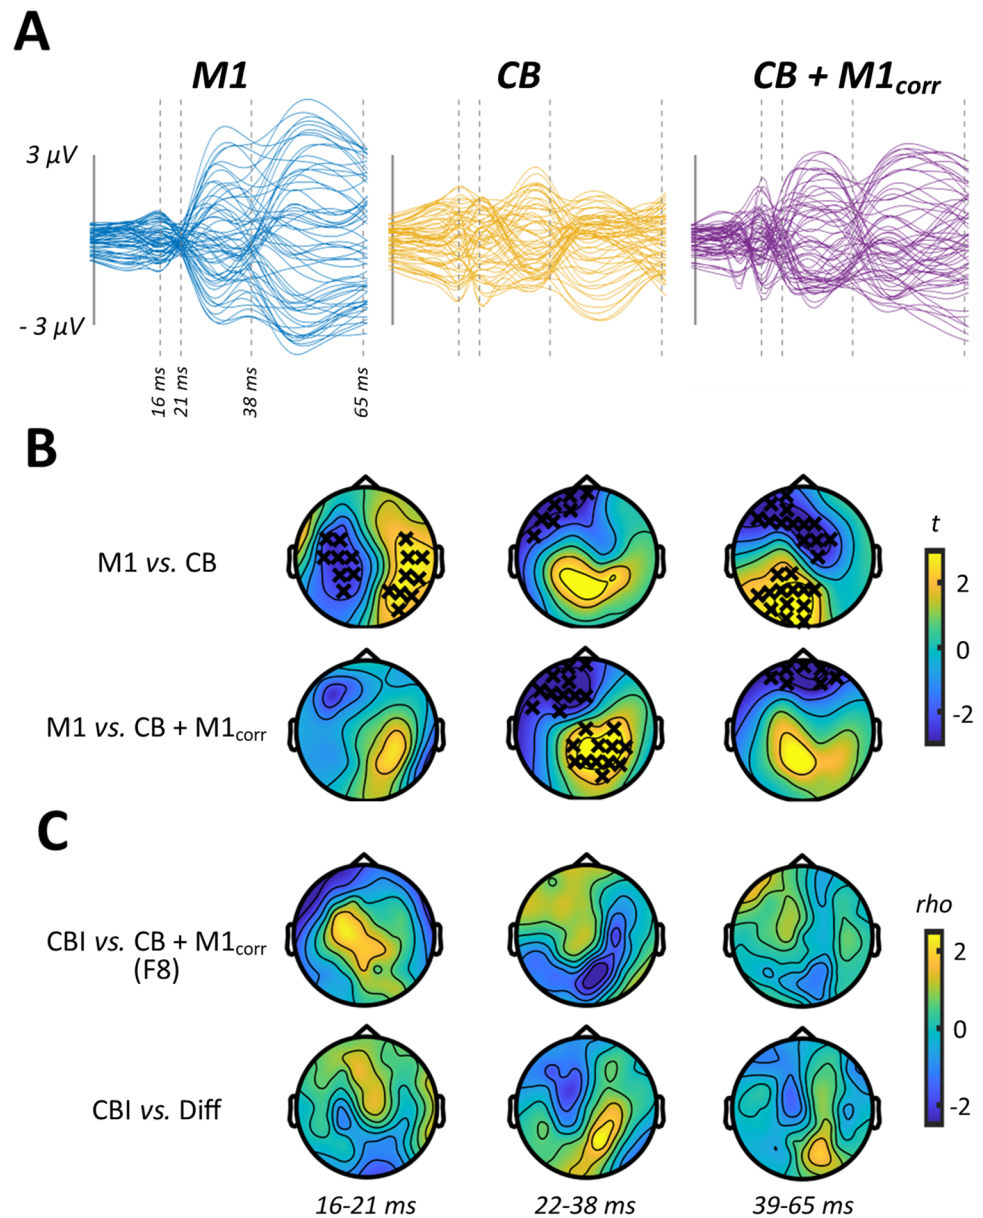 A
M1
CB
CB + M1corr
3 µV
- 3 µV
16 ms
21 ms
38 ms
65 ms
B
M1 vs. CB
t
2
0
-2
M1 vs. CB + M1corr
C
CBI vs. CB + M1corr
(F8)
rho
2
0
-2
CBI vs. Diff
16-21 ms
22-38 ms
39-65 ms